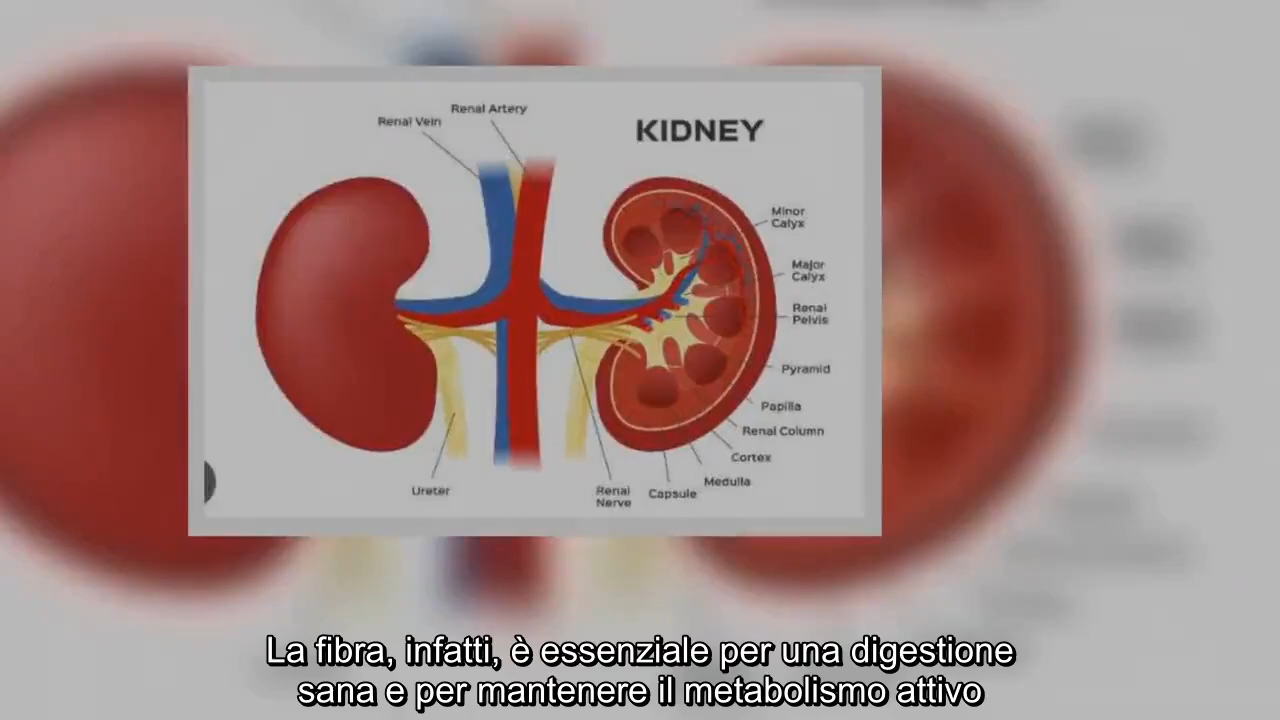 Renal Artery
Renal Vein
KIDNEY
Minor
Calyx
Major
Calyx
Renal
Pelvis
Pyramid
Papilla
Renal Column
Cortex
Medulla
Capsule
Renal
Nerve
Ureter
La fibra, infatti, è essenziale per una digestione
sana e per mantenere il metabolismo attivo